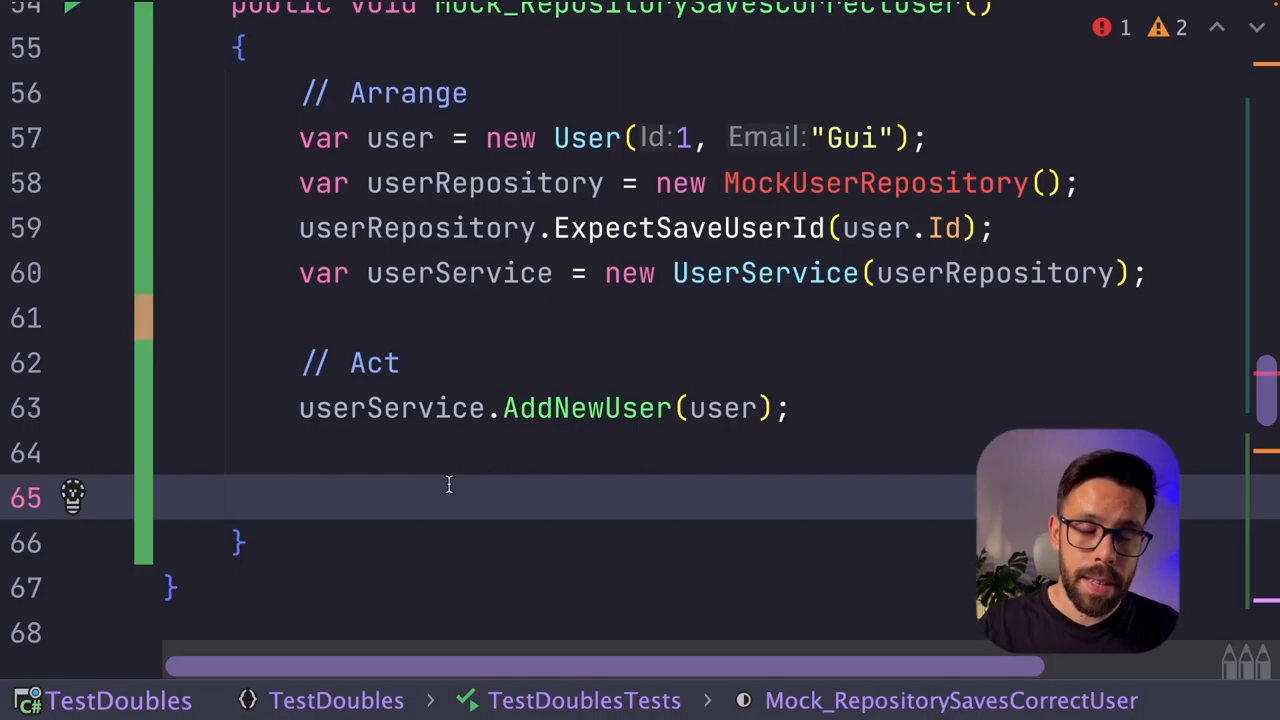 54 public void Mock_RepositorySavesCorrectUser()
55 {
56 // Arrange
57 var user = new User(Id:1, Email:"Gui");
58 var userRepository = new MockUserRepository();
59 userRepository.ExpectSaveUserId(user.Id);
60 var userService = new UserService(userRepository);
61
62 // Act
63 userService.AddNewUser(user);
64
65
66 }
67 }
68
1 2
TestDoubles {} TestDoubles > TestDoublesTests > Mock_RepositorySavesCorrectUser